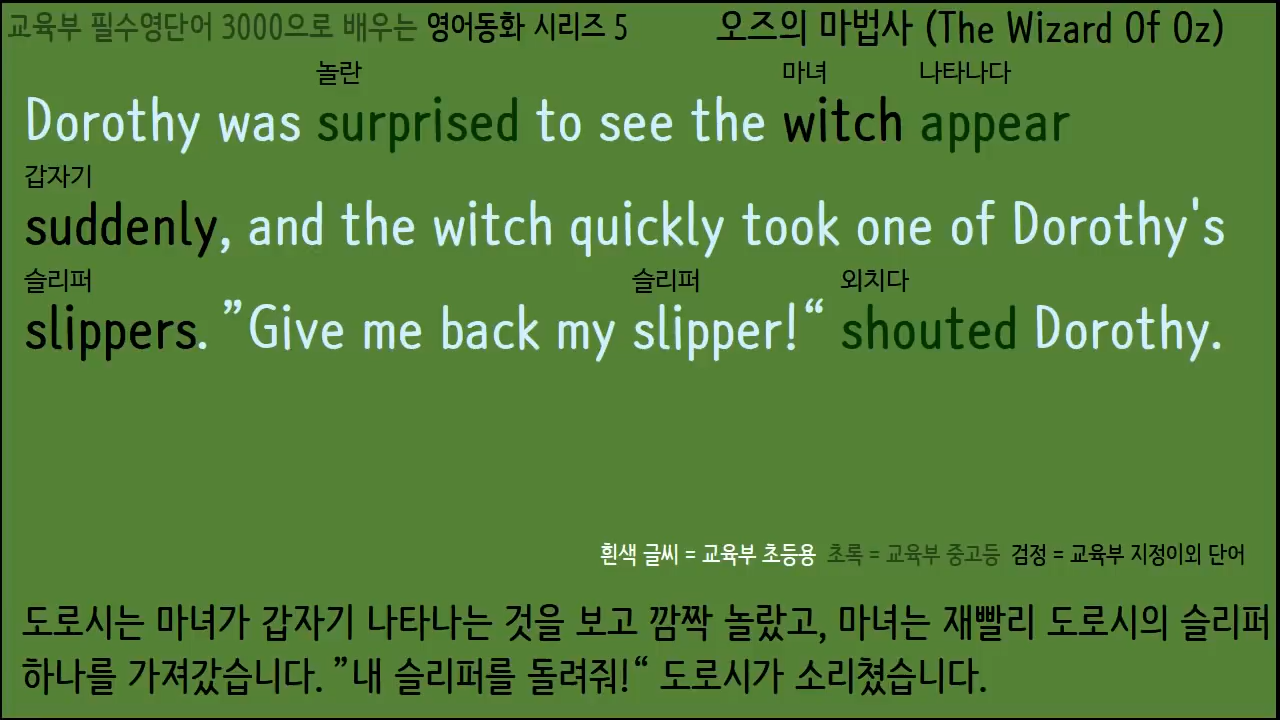 교육부 필수영단어 3000으로 배우는 영어동화 시리즈 5 오즈의 마법사 (The Wizard Of Oz)
놀란 마녀 나타나다
Dorothy was surprised to see the witch appear
갑자기
suddenly, and the witch quickly took one of Dorothy's
슬리퍼 슬리퍼 외치다
slippers. ”Give me back my slipper!“ shouted Dorothy.
흰색 글씨 = 교육부 초등용 초록 = 교육부 중고등 검정 = 교육부 지정이외 단어
도로시는 마녀가 갑자기 나타나는 것을 보고 깜짝 놀랐고, 마녀는 재빨리 도로시의 슬리퍼
하나를 가져갔습니다. ”내 슬리퍼를 돌려줘!“ 도로시가 소리쳤습니다.